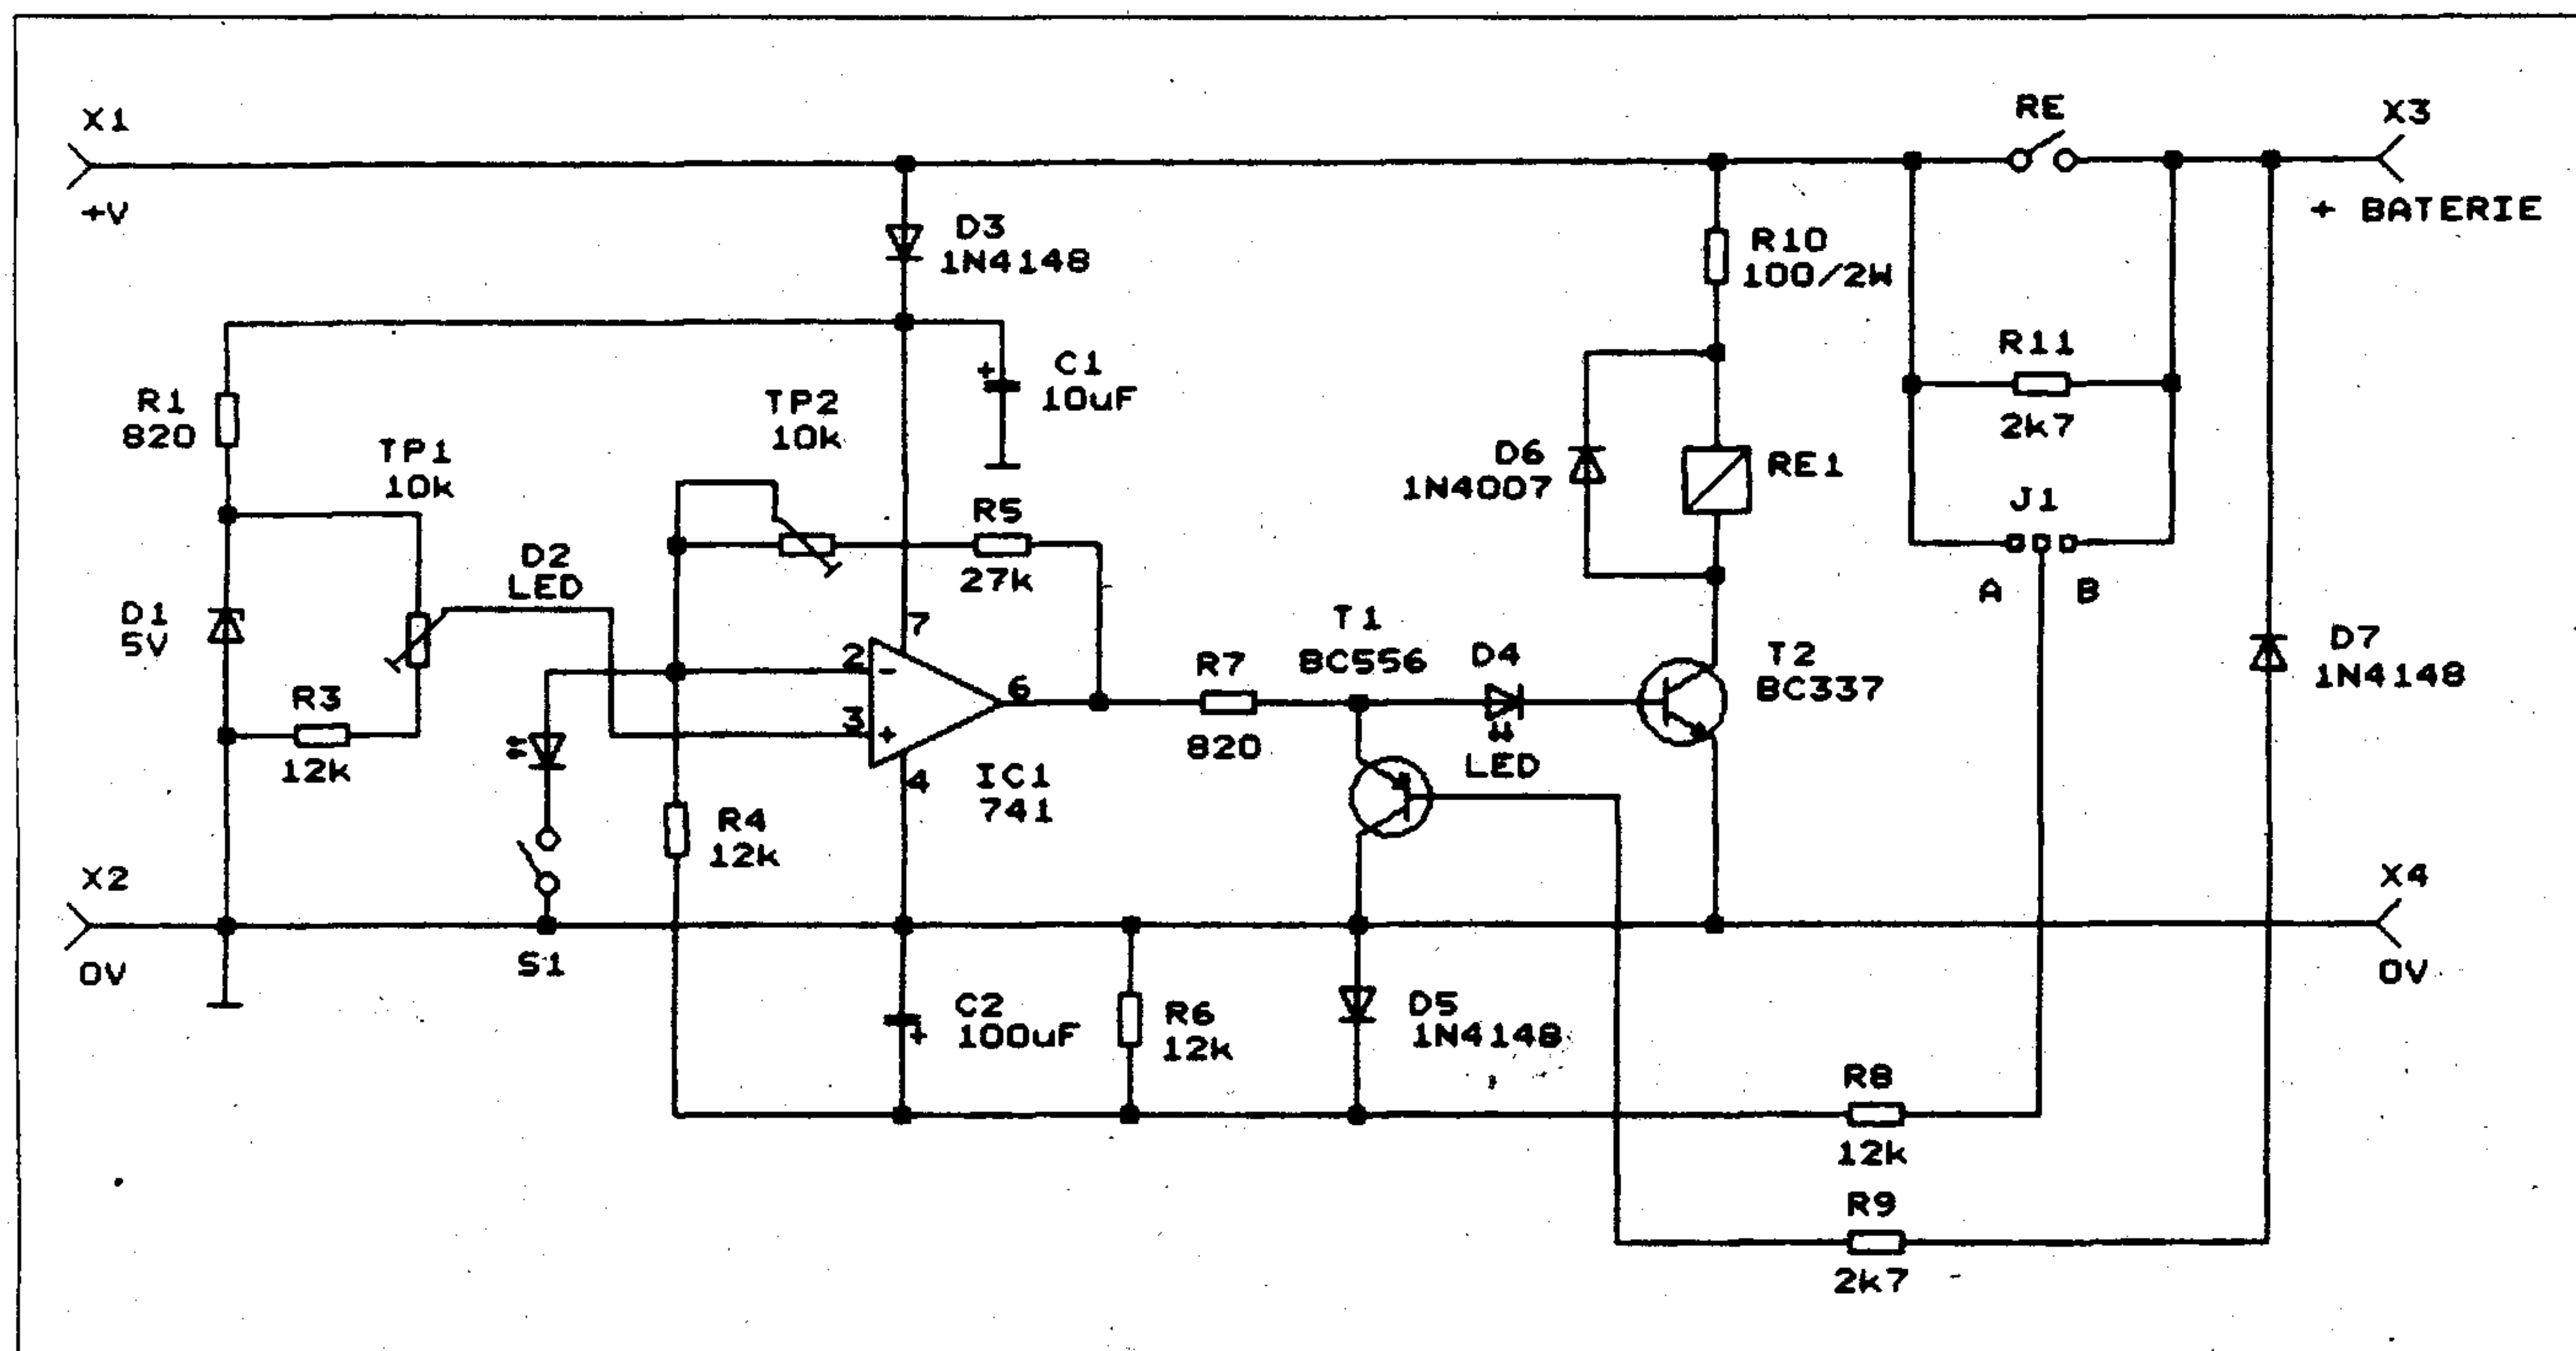 X1
+V
RE
X3
+ BATERIE
D3
1N4148
R10
100/2W
C1
10uF
R11
2k7
R1
820
TP1
10k
TP2
10k
R5
27k
D6
1N4007
RE1
J1
A
B
D2
LED
D1
5V
R3
12k
7
2
-
3
+
6
4
IC1
741
R7
820
T1
BC556
D4
LED
T2
BC337
D7
1N4148
R4
12k
X2
0V
S1
X4
0V
+
C2
100uF
+
R6
12k
D5
1N4148
R8
12k
R9
2k7